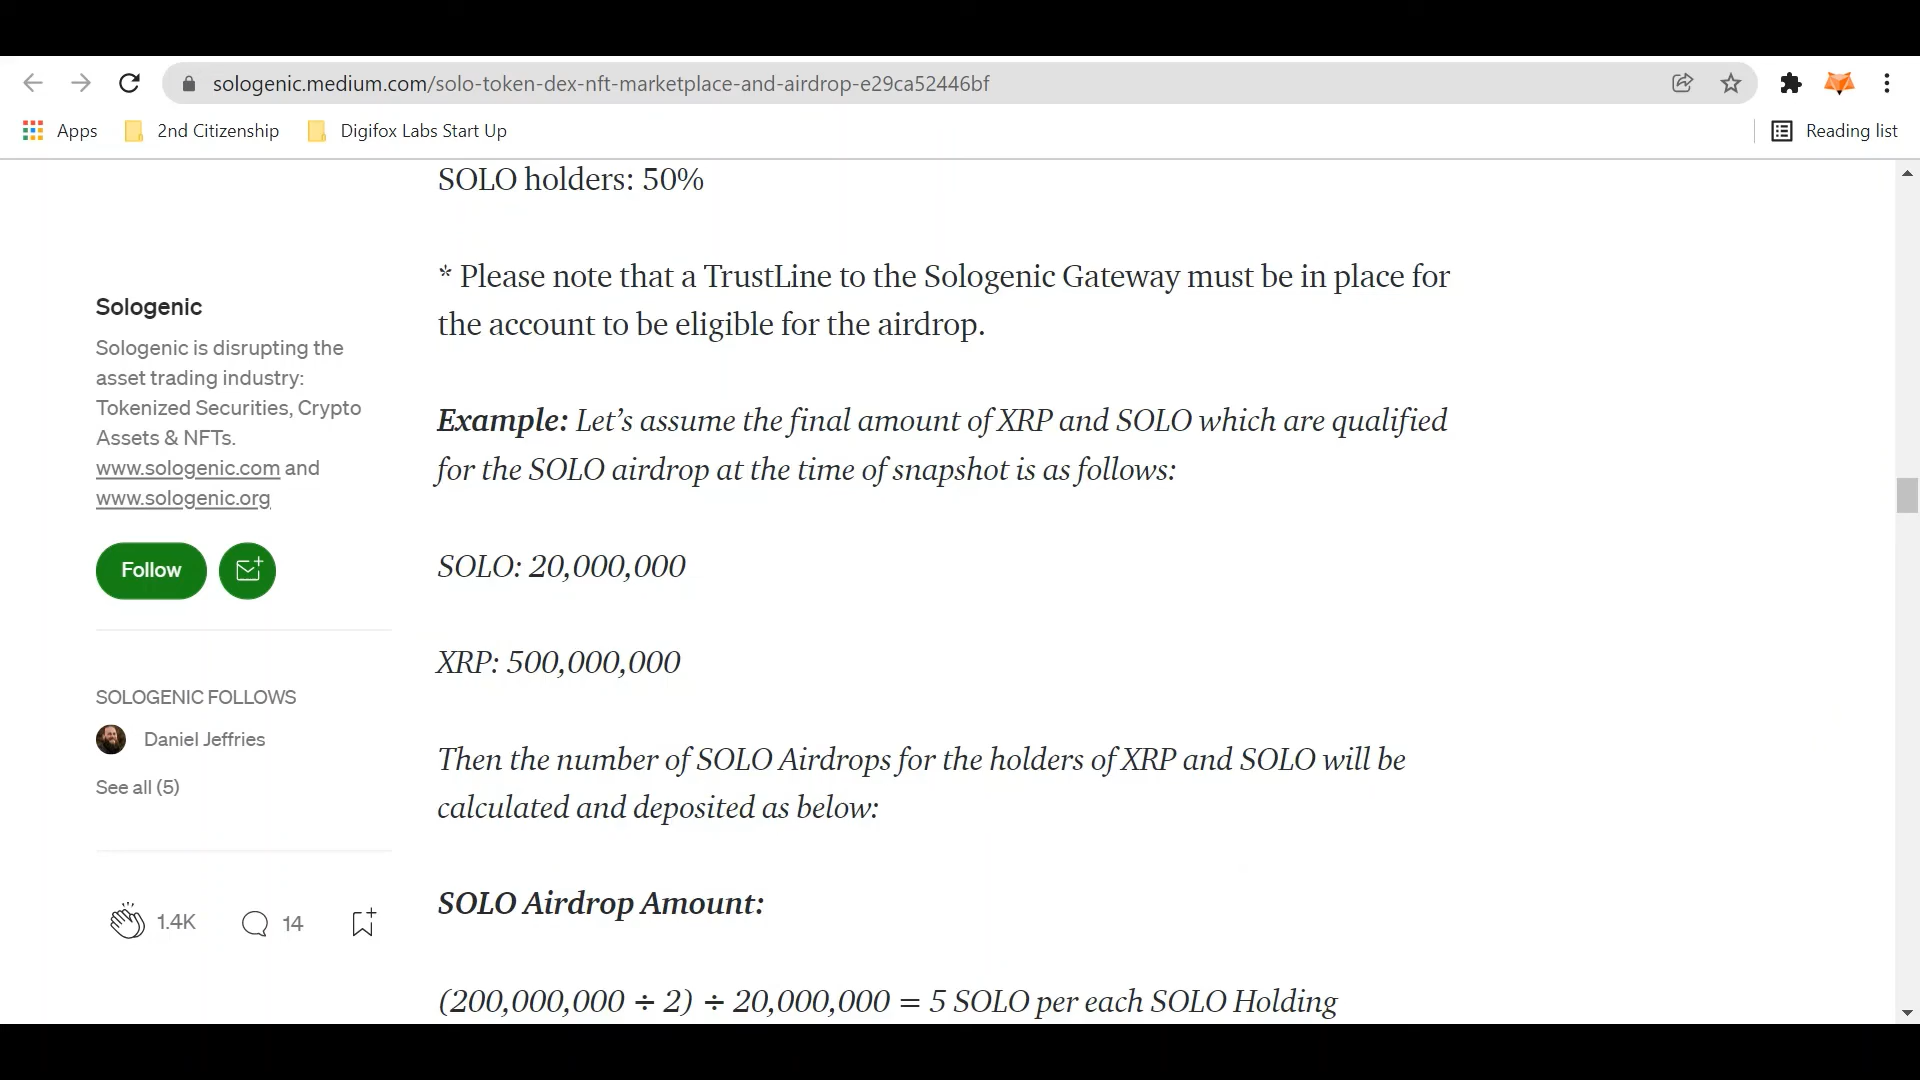 sologenic.medium.com/solo-token-dex-nft-marketplace-and-airdrop-e29ca52446bf
Apps
2nd Citizenship
Digifox Labs Start Up
Reading list
Sologenic
Sologenic is disrupting the
asset trading industry:
Tokenized Securities, Crypto
Assets & NFTs.
www.sologenic.com and
www.sologenic.org
Follow
SOLOGENIC FOLLOWS
Daniel Jeffries
See all (5)
1.4K
14
SOLO holders: 50%
* Please note that a TrustLine to the Sologenic Gateway must be in place for
the account to be eligible for the airdrop.
Example: Let’s assume the final amount of XRP and SOLO which are qualified
for the SOLO airdrop at the time of snapshot is as follows:
SOLO: 20,000,000
XRP: 500,000,000
Then the number of SOLO Airdrops for the holders of XRP and SOLO will be
calculated and deposited as below:
SOLO Airdrop Amount:
(200,000,000 ÷ 2) ÷ 20,000,000 = 5 SOLO per each SOLO Holding